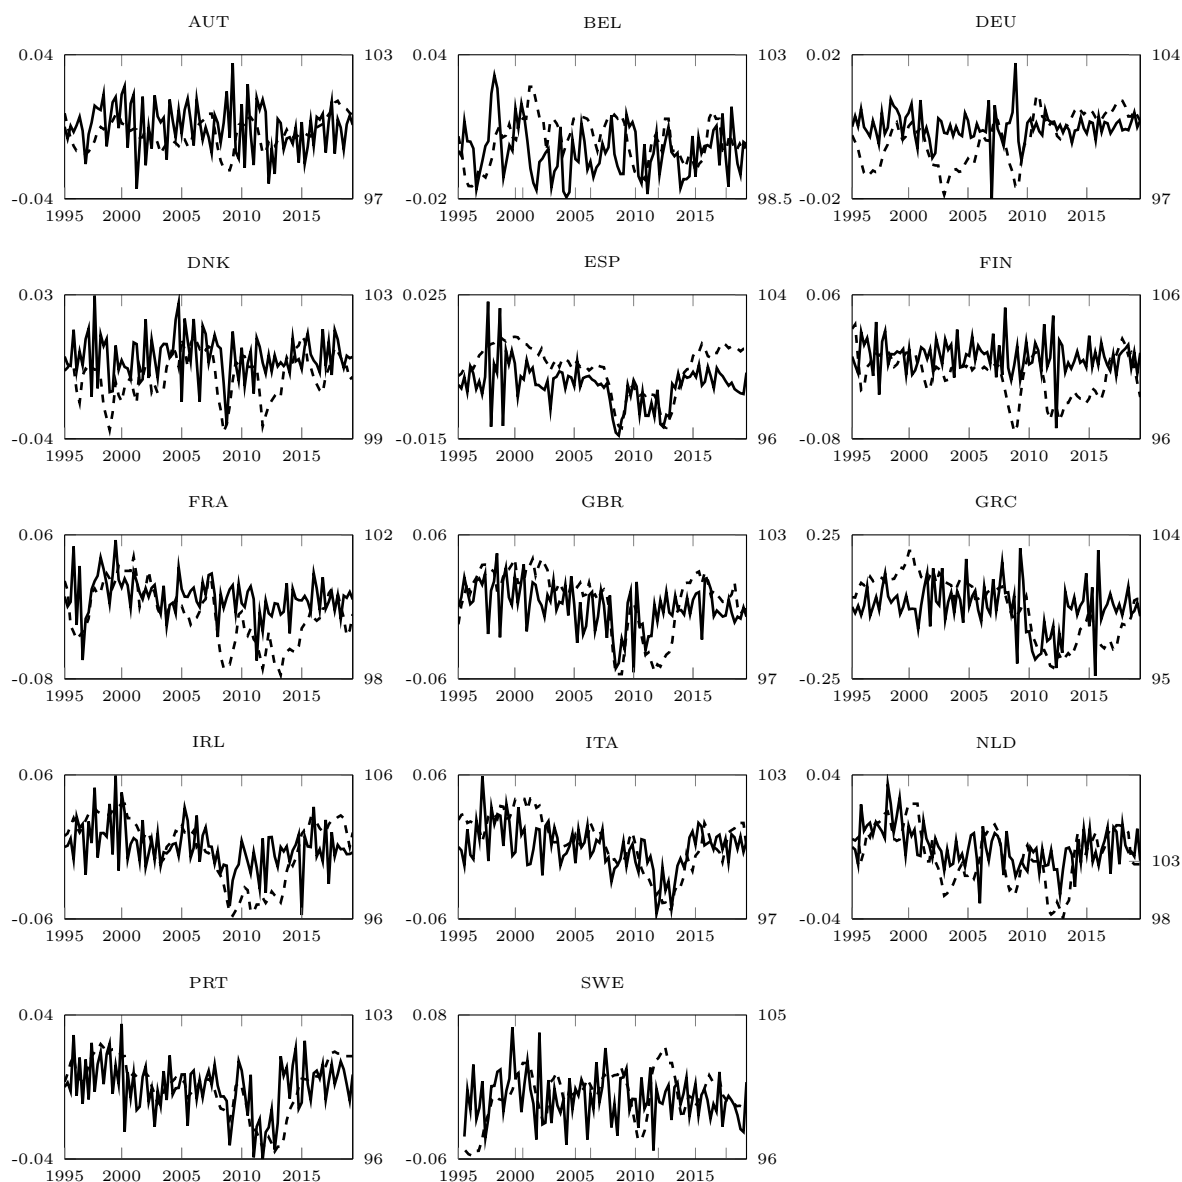 AUT BEL DEU
0.04 103 0.04 103 0.02 104
-0.04 97 -0.02 98.5 -0.02 97
1995 2000 2005 2010 2015 1995 2000 2005 2010 2015 1995 2000 2005 2010 2015
DNK ESP FIN
0.03 103 0.025 104 0.06 106
-0.04 99 -0.015 96 -0.08 96
1995 2000 2005 2010 2015 1995 2000 2005 2010 2015 1995 2000 2005 2010 2015
FRA GBR GRC
0.06 102 0.06 103 0.25 104
-0.08 98 -0.06 97 -0.25 95
1995 2000 2005 2010 2015 1995 2000 2005 2010 2015 1995 2000 2005 2010 2015
IRL ITA NLD
0.06 106 0.06 103 0.04
103
-0.06 96 -0.06 97 -0.04 98
1995 2000 2005 2010 2015 1995 2000 2005 2010 2015 1995 2000 2005 2010 2015
PRT SWE
0.04 103 0.08 105
-0.04 96 -0.06 96
1995 2000 2005 2010 2015 1995 2000 2005 2010 2015